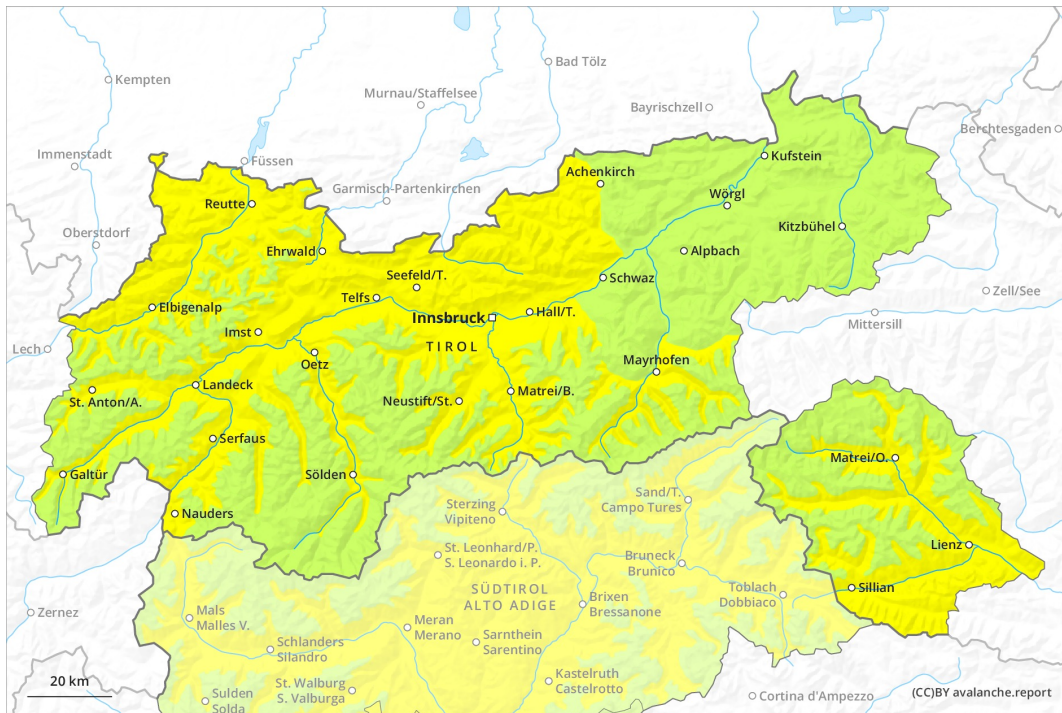 Kempten
Bad Tölz
Murnau/Staffelsee
Bayrischzell
Berchtesgaden
Immenstadt
Füssen
Kufstein
Achenkirch
Garmisch-Partenkirchen
Reutte
Wörgl
Oberstdorf
Kitzbühel
Ehrwald
Alpbach
Seefeld/T.
Schwaz
Telfs
Zell/See
Elbigenalp
Innsbruck
Hall/T.
Mittersill
Imst
TIROL
Lech
Oetz
Mayrhofen
Landeck
St. Anton/A.
Neustift/St.
Matrei/B.
Serfaus
Matrei/O.
Galtür
Sölden
Sterzing
Vipiteno
Sand/T.
Campo Tures
Nauders
Lienz
St. Leonhard/P.
S. Leonardo i. P.
Bruneck
Brunico
SÜDTIROL
ALTO ADIGE
Sillian
Toblach
Dobbiaco
Zernez
Mals
Malles V.
Brixen
Bressanone
Meran
Merano
Schlanders
Silandro
Sarnthein
Sarentino
20 km
St. Walburg
S. Valburga
Kastelruth
Castelrotto
Sulden
Solda
Cortina d'Ampezzo
(CC)BY avalanche.report